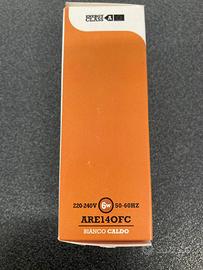 A
220-240V 6W 50-60HZ
ARE14OFC
BIANCO CALDO